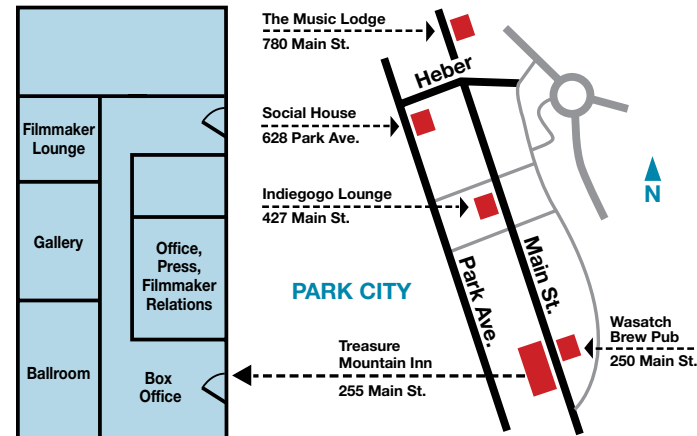 Filmmaker
Lounge
Gallery
Ballroom
Office,
Press,
Filmmaker
Relations
Box
Office
The Music Lodge
780 Main St.
Social House
628 Park Ave.
Indiegogo Lounge
427 Main St.
PARK CITY
Treasure
Mountain Inn
255 Main St.
Heber
Park Ave.
Main St.
N
Wasatch
Brew Pub
250 Main St.